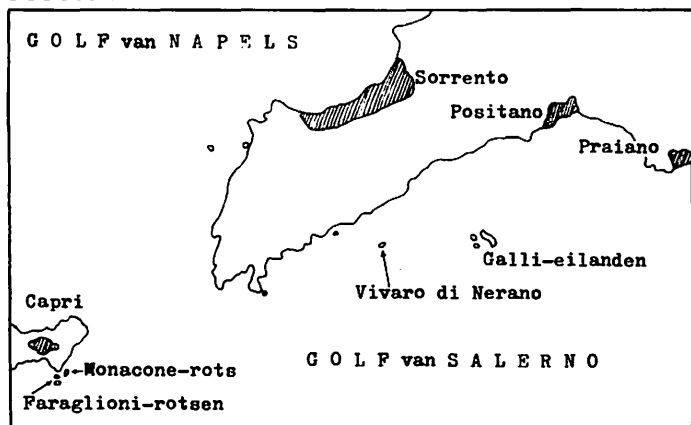 GOLF van NAPELS
Sorrento
Positano
Praiano
Galli-eilanden
Vivaro di Nerano
Capri
GOLF van SALERNO
Monacone-rots
Faraglioni-rotsen